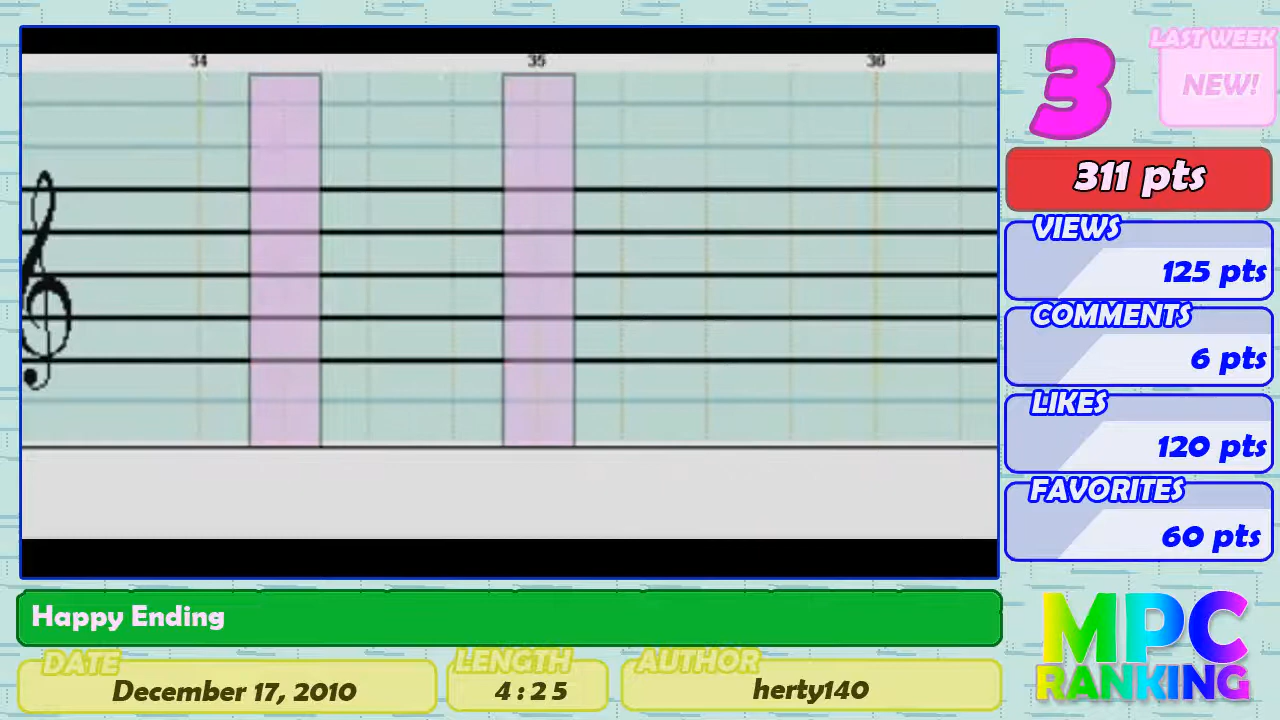 34 35 36
3
LAST WEEK
NEW!
311 pts
VIEWS
125 pts
COMMENTS
6 pts
LIKES
120 pts
FAVORITES
60 pts
Happy Ending
DATE
December 17, 2010
LENGTH
4:25
AUTHOR
herty140
MPC
RANKING